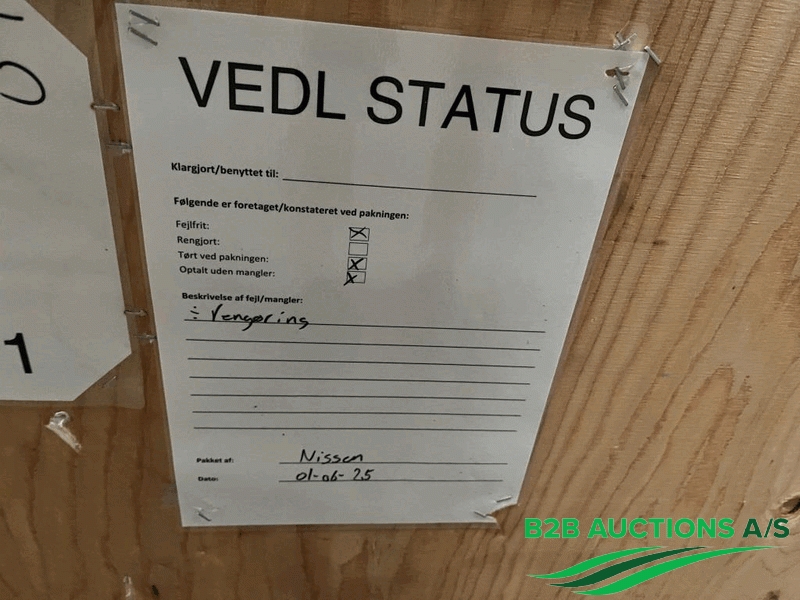 VEDL STATUS
Klargjort/benyttet til:
Følgende er foretaget/konstateret ved pakningen:
Fejlfrit:
Rengjort:
Tørt ved pakningen:
Optalt uden mangler:
Beskrivelse af fejl/mangler:
÷ rengøring
Pakket af: Nissen
Dato: 01-06-25
1
B2B AUCTIONS A/S